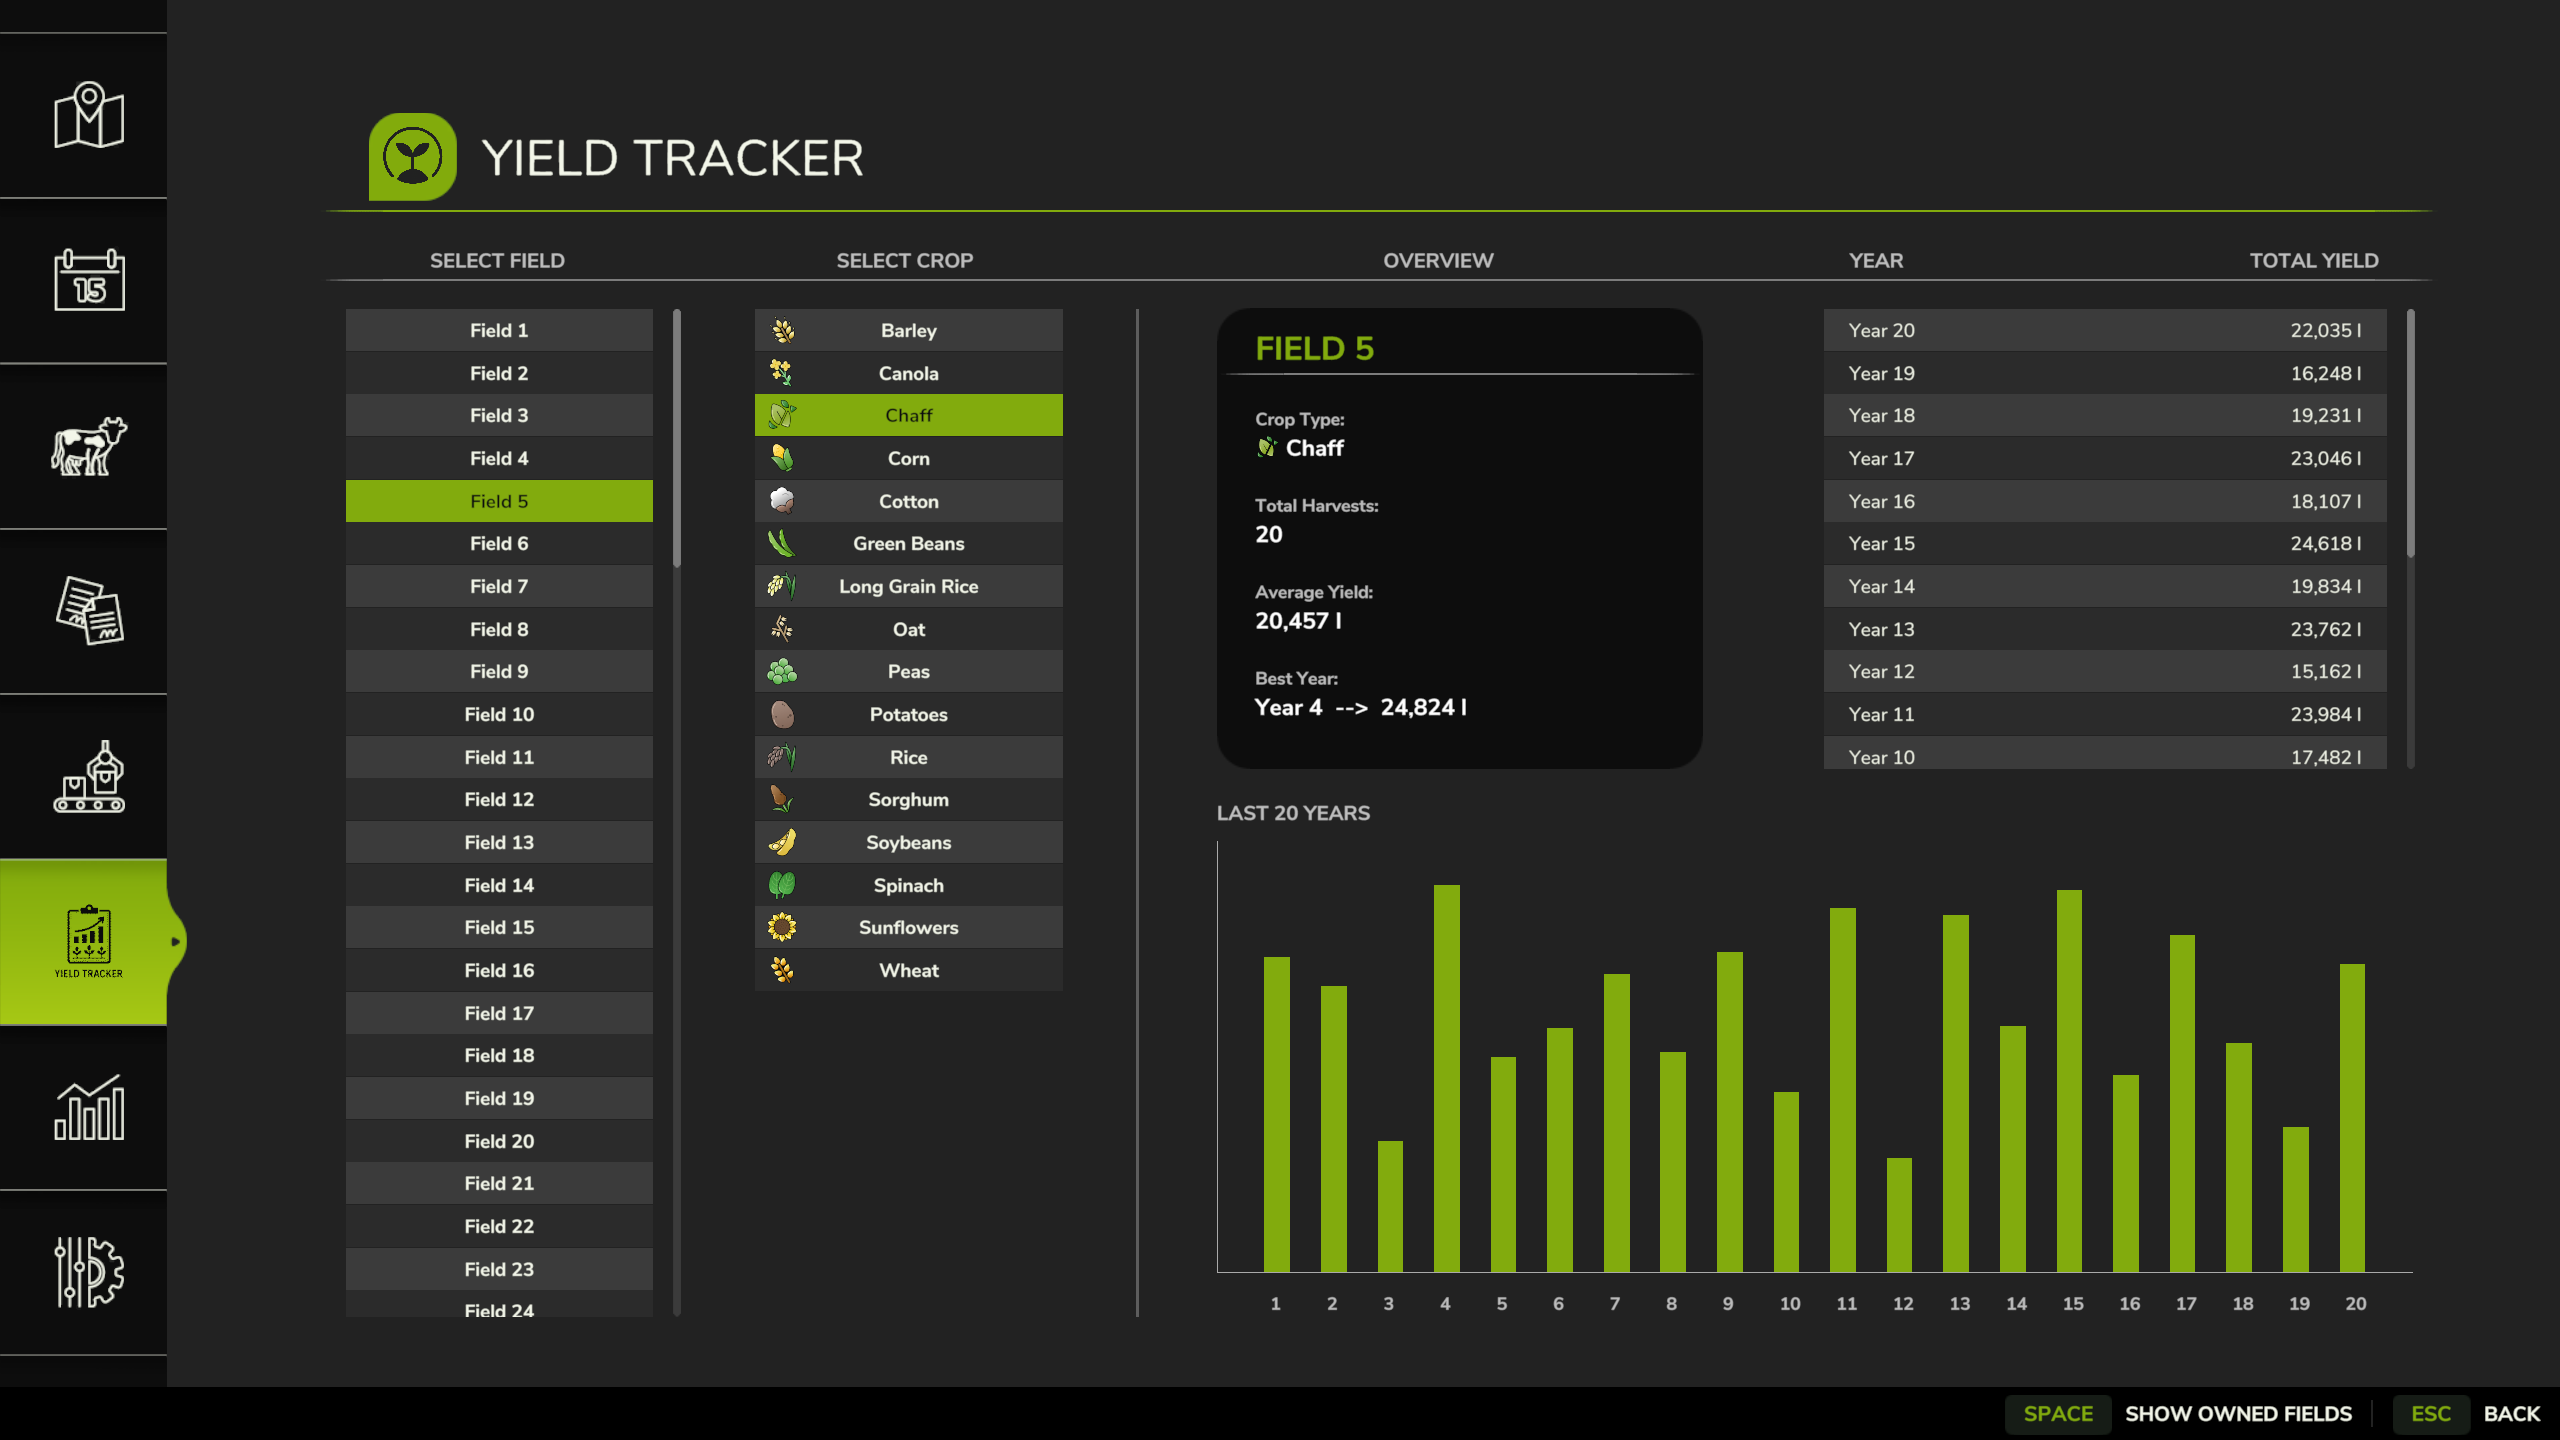 15
YIELD TRACKER
YIELD TRACKER
SELECT FIELD
Field 1
Field 2
Field 3
Field 4
Field 5
Field 6
Field 7
Field 8
Field 9
Field 10
Field 11
Field 12
Field 13
Field 14
Field 15
Field 16
Field 17
Field 18
Field 19
Field 20
Field 21
Field 22
Field 23
Field 24
SELECT CROP
Barley
Canola
Chaff
Corn
Cotton
Green Beans
Long Grain Rice
Oat
Peas
Potatoes
Rice
Sorghum
Soybeans
Spinach
Sunflowers
Wheat
OVERVIEW
FIELD 5
Crop Type:
Chaff
Total Harvests:
20
Average Yield:
20,457 l
Best Year:
Year 4 --> 24,824 l
YEAR TOTAL YIELD
Year 20 22,035 l
Year 19 16,248 l
Year 18 19,231 l
Year 17 23,046 l
Year 16 18,107 l
Year 15 24,618 l
Year 14 19,834 l
Year 13 23,762 l
Year 12 15,162 l
Year 11 23,984 l
Year 10 17,482 l
LAST 20 YEARS
1 2 3 4 5 6 7 8 9 10 11 12 13 14 15 16 17 18 19 20
SPACE SHOW OWNED FIELDS ESC BACK